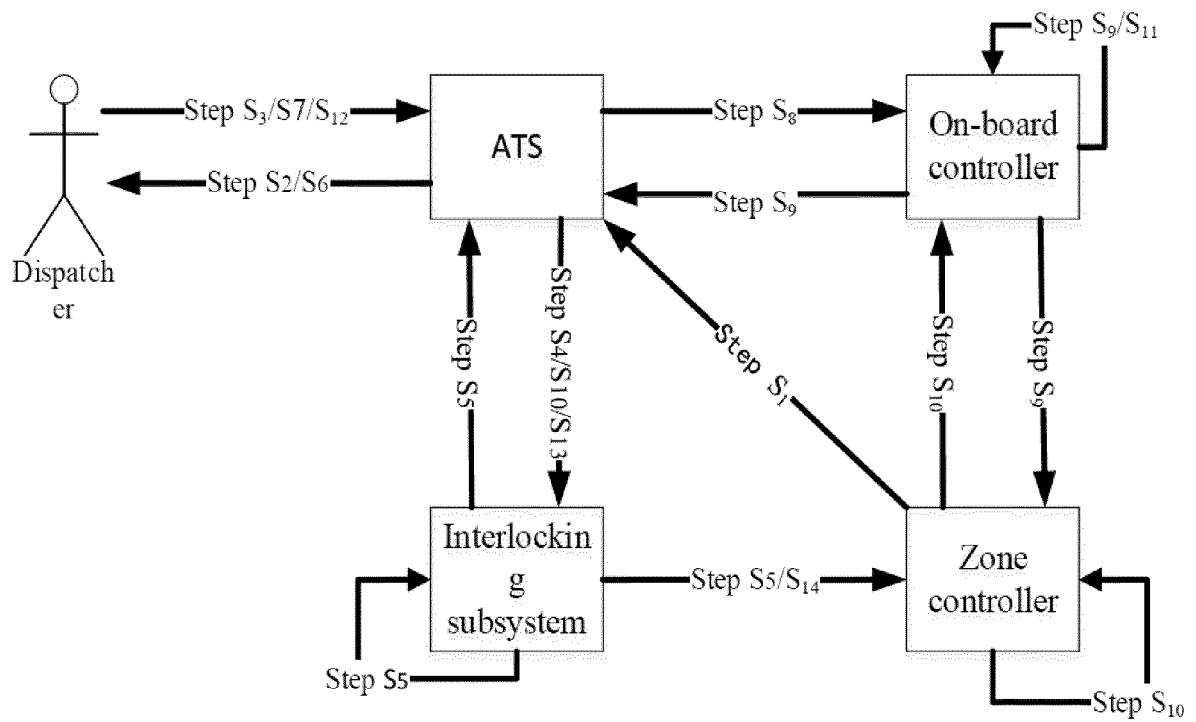 Step S9/S11
Step S3/S7/S12
Step S8
ATS
On-board
controller
Step S2/S6
Step S9
Dispatch
er
Step S5
Step S4/S10/S13
Step S1
Step S10
Step S9
Interlockin
g
subsystem
Step S5/S14
Zone
controller
Step S5
Step S10